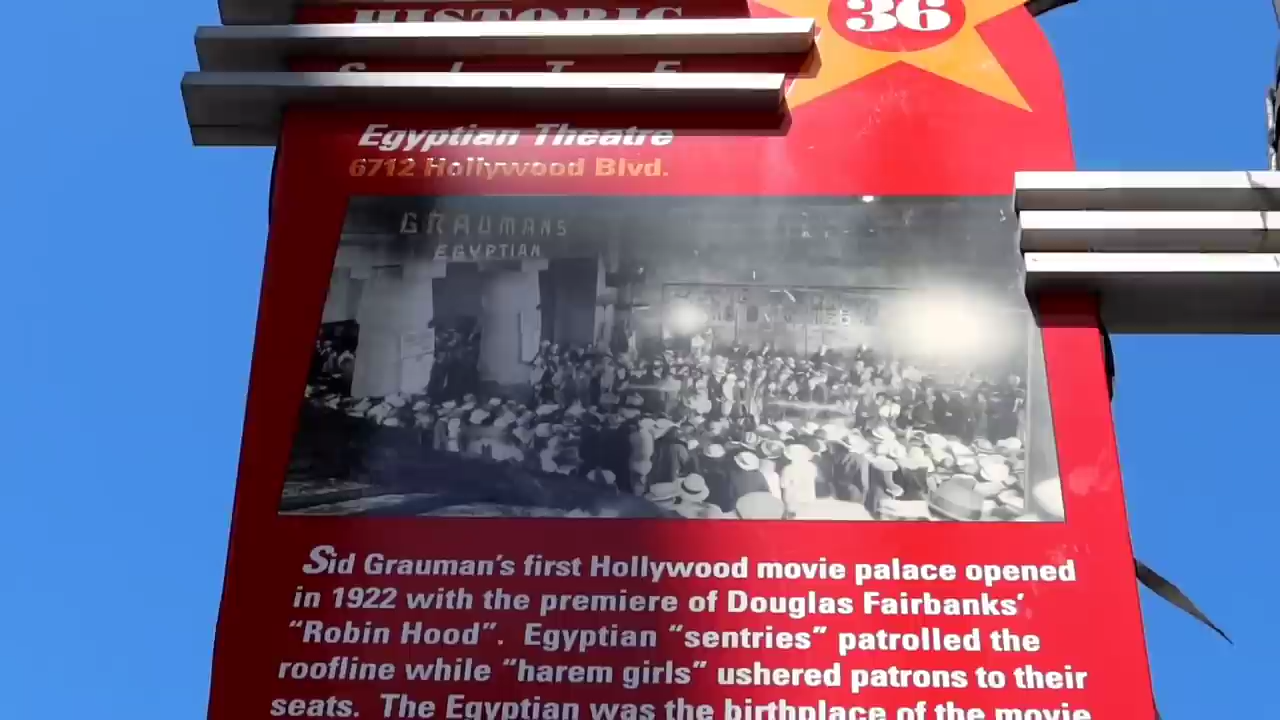 HISTORIC
36
Egyptian Theatre
6712 Hollywood Blvd.
GRAUMANS
EGYPTIAN
Sid Grauman's first Hollywood movie palace opened
in 1922 with the premiere of Douglas Fairbanks'
"Robin Hood". Egyptian "sentries" patrolled the
roofline while "harem girls" ushered patrons to their
seats. The Egyptian was the birthplace of the movie